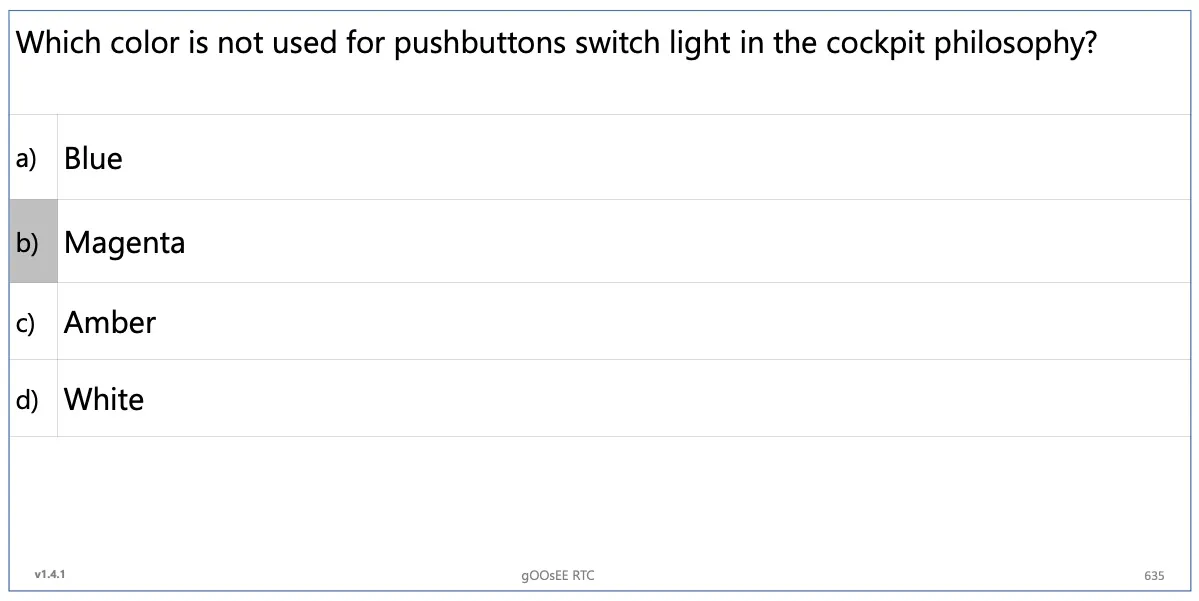 Which color is not used for pushbuttons switch light in the cockpit philosophy?
a) Blue
b) Magenta
c) Amber
d) White
v1.4.1 gOOsEE RTC 635